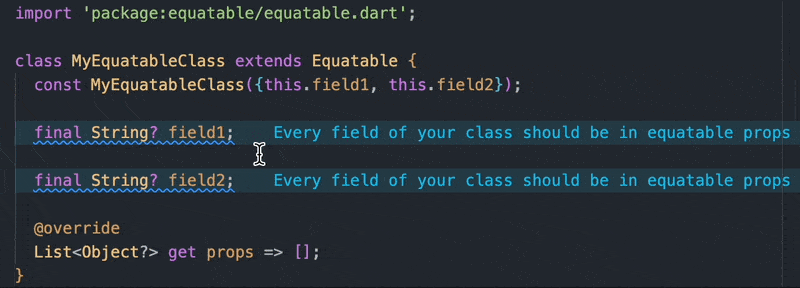 import 'package:equatable/equatable.dart';
class MyEquatableClass extends Equatable {
const MyEquatableClass({this.field1, this.field2});
final String? field1; Every field of your class should be in equatable props
final String? field2; Every field of your class should be in equatable props
@override
List<Object?> get props => [];
}